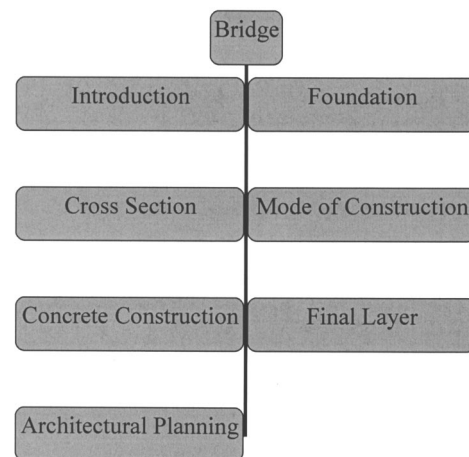 Bridge
Introduction
Foundation
Cross Section
Mode of Construction
Concrete Construction
Final Layer
Architectural Planning